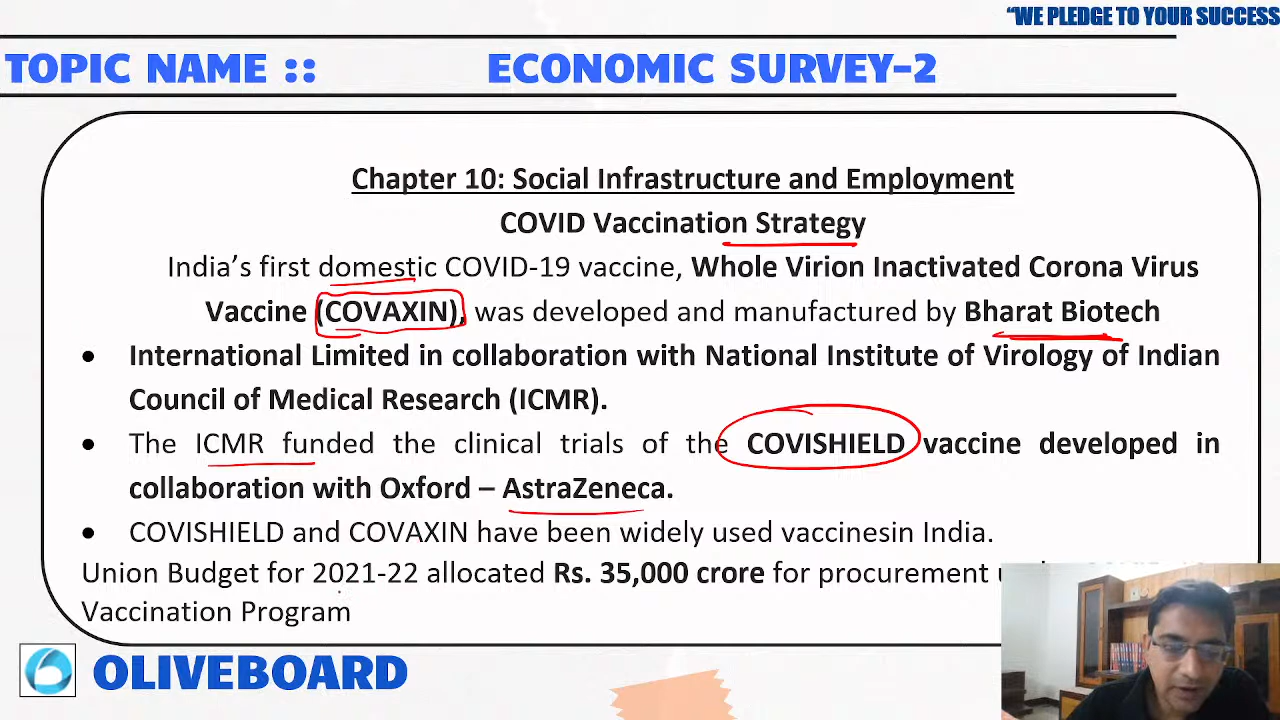 “WE PLEDGE TO YOUR SUCCESS
TOPIC NAME :: ECONOMIC SURVEY-2
Chapter 10: Social Infrastructure and Employment
COVID Vaccination Strategy
India’s first domestic COVID-19 vaccine, Whole Virion Inactivated Corona Virus
Vaccine (COVAXIN), was developed and manufactured by Bharat Biotech
• International Limited in collaboration with National Institute of Virology of Indian
Council of Medical Research (ICMR).
• The ICMR funded the clinical trials of the COVISHIELD vaccine developed in
collaboration with Oxford – AstraZeneca.
• COVISHIELD and COVAXIN have been widely used vaccinesin India.
Union Budget for 2021-22 allocated Rs. 35,000 crore for procurement
Vaccination Program
OLIVEBOARD